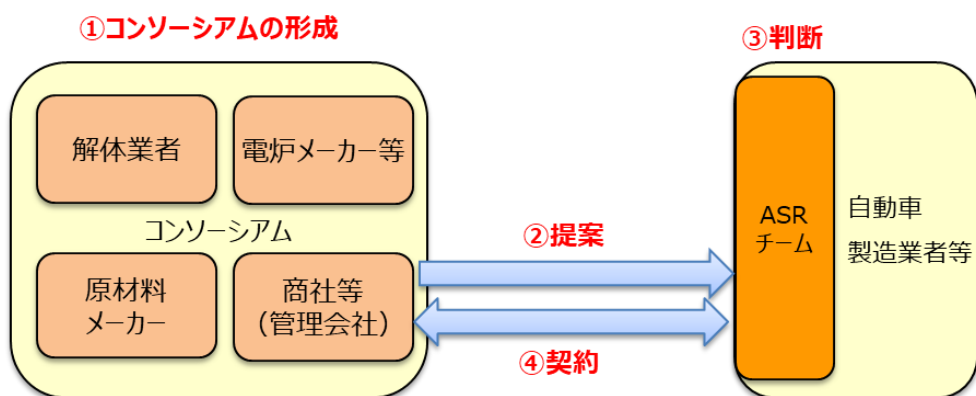 ①コンソーシアムの形成
③判断
解体業者
電炉メーカー等
コンソーシアム
原材料
メーカー
商社等
（管理会社）
②提案
④契約
ASR
チーム
自動車
製造業者等